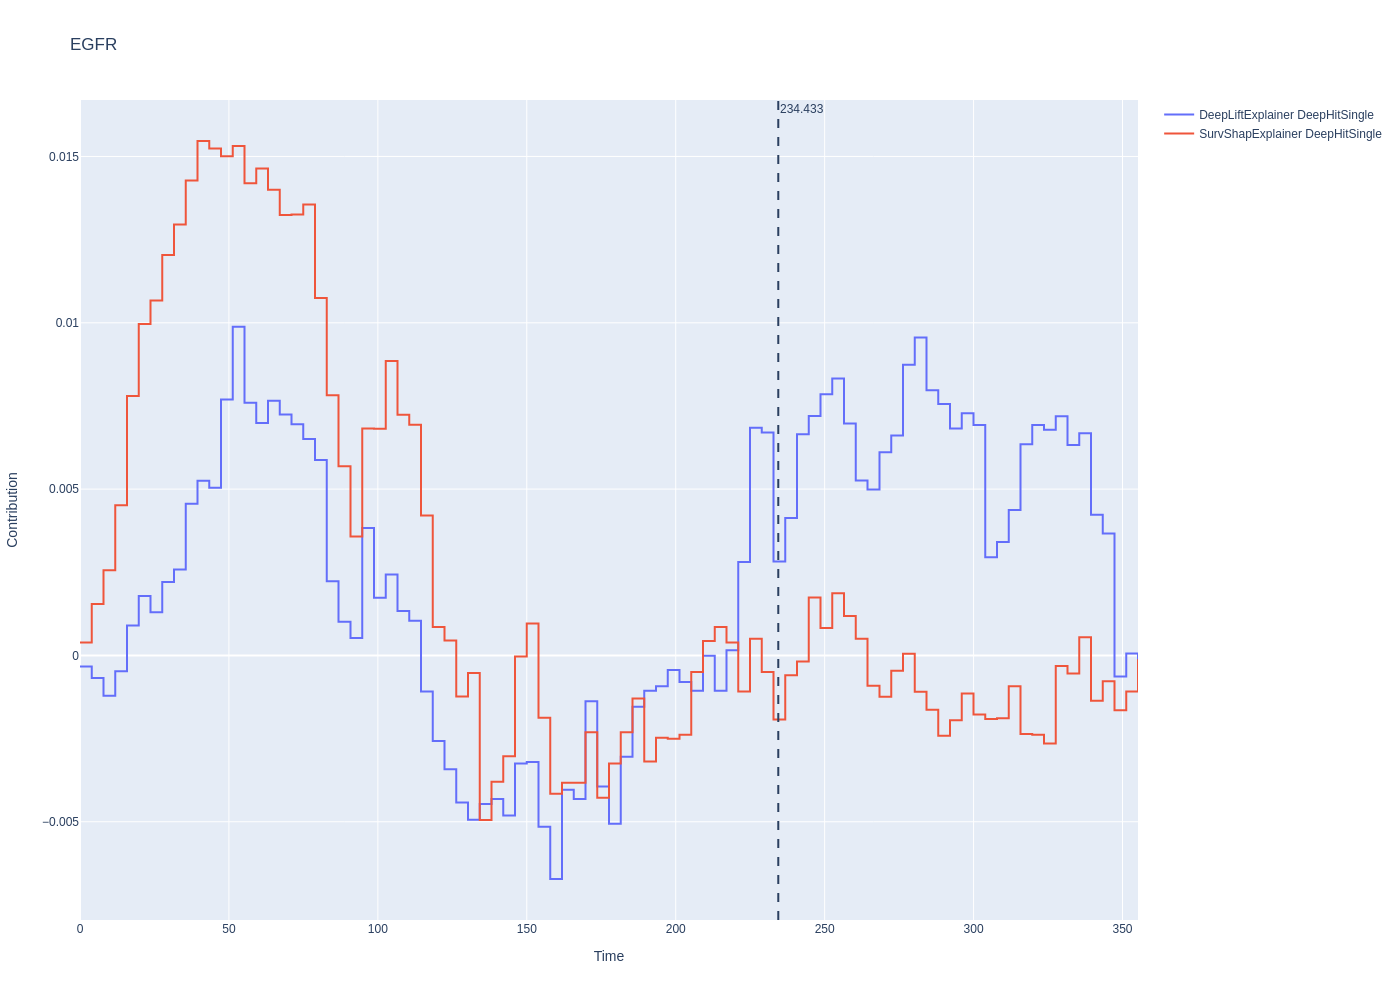 EGFR
234.433
DeepLiftExplainer DeepHitSingle
SurvShapExplainer DeepHitSingle
0.015
0.01
0.005
0
−0.005
Contribution
0 50 100 150 200 250 300 350
Time